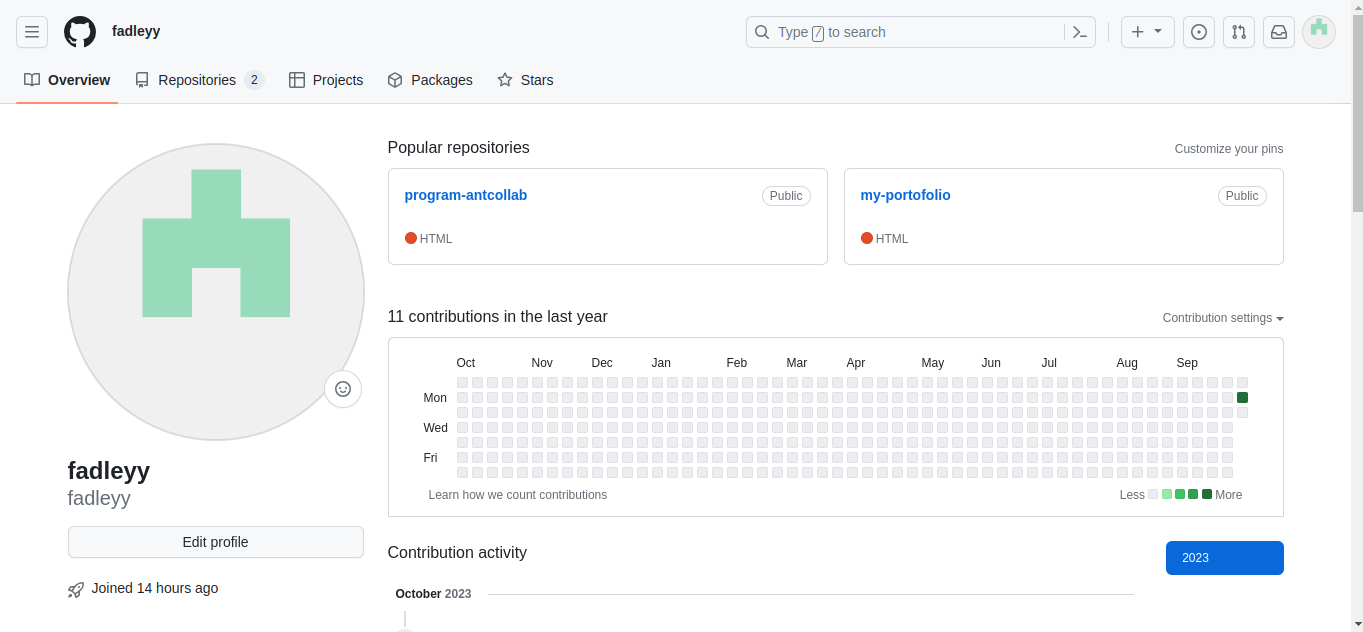 fadleyy
Type / to search
Overview Repositories 2 Projects Packages Stars
Popular repositories Customize your pins
program-antcollab Public my-portofolio Public
HTML HTML
11 contributions in the last year Contribution settings
Oct Nov Dec Jan Feb Mar Apr May Jun Jul Aug Sep
Mon
Wed
Fri
Learn how we count contributions Less More
fadleyy
fadleyy
Edit profile
Joined 14 hours ago
Contribution activity 2023
October 2023